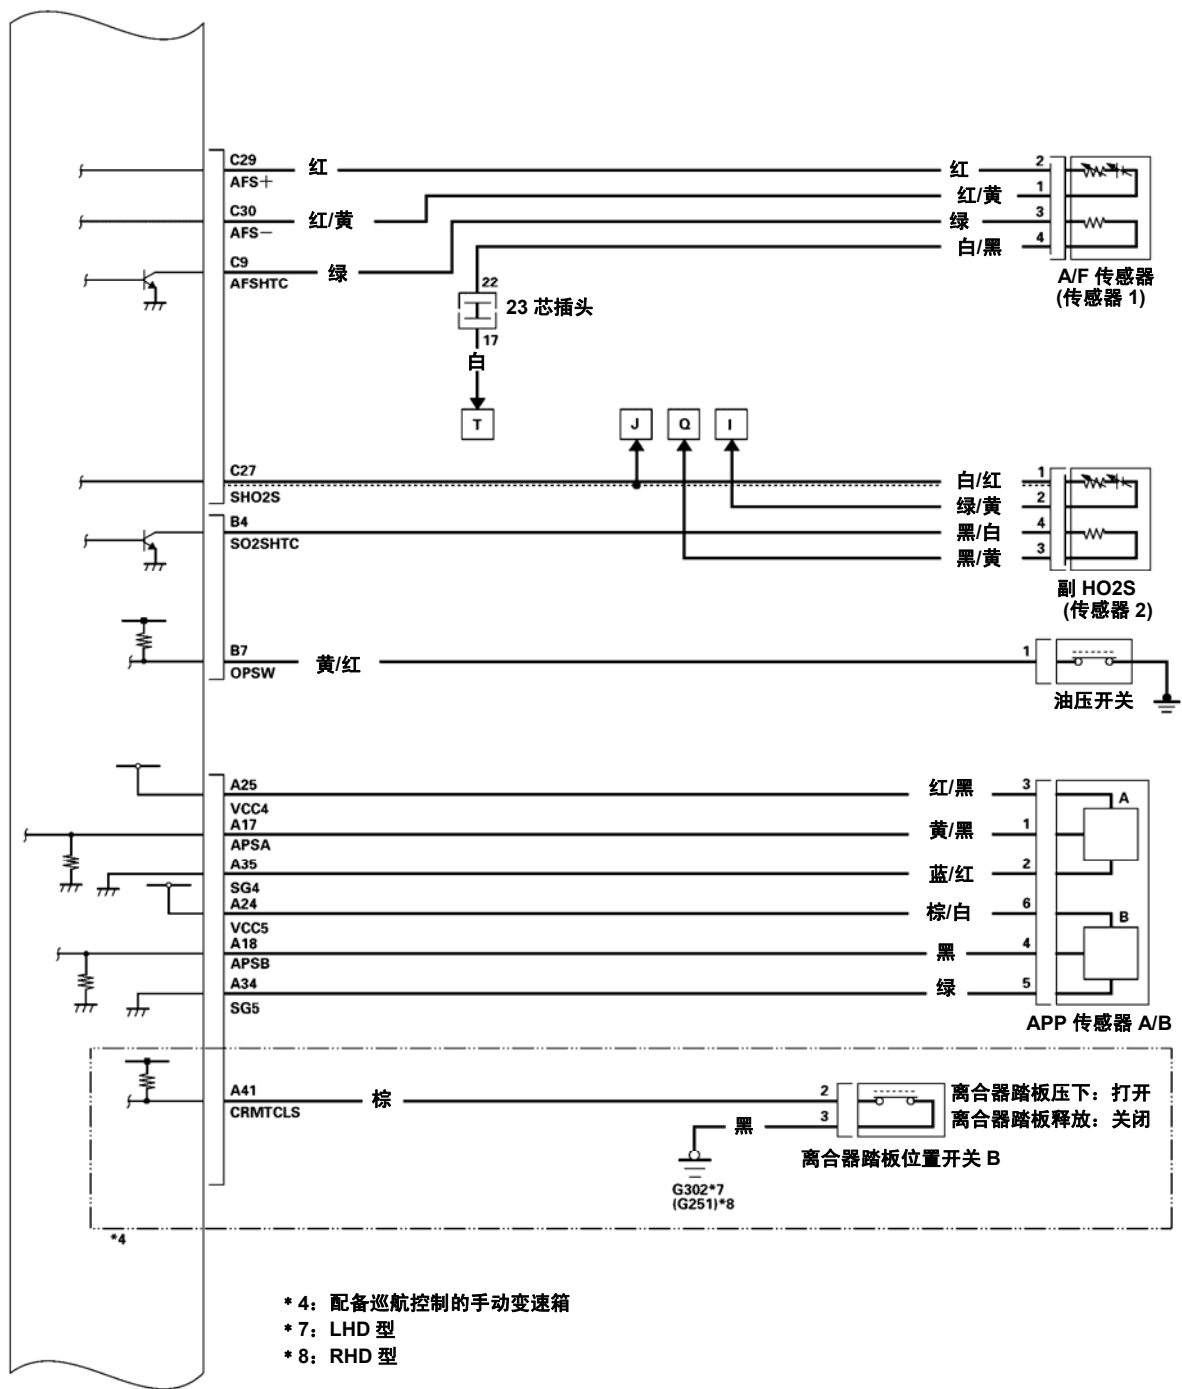 C29
AFS+
红
红
2
红/黄
1
C30
AFS−
红/黄
绿
3
白/黑
4
C9
AFSHTC
绿
A/F 传感器
(传感器 1)
22
23 芯插头
17
白
T
J
Q
I
C27
SHO2S
白/红
1
绿/黄
2
B4
SO2SHTC
黑/白
4
黑/黄
3
副 HO2S
(传感器 2)
B7
OPSW
黄/红
1
油压开关
A25
VCC4
红/黑
3
A
A17
APSA
黄/黑
1
A35
SG4
蓝/红
2
A24
VCC5
棕/白
6
B
A18
APSB
黑
4
A34
SG5
绿
5
APP 传感器 A/B
A41
CRMTCLS
棕
2
离合器踏板压下：打开
黑
3
离合器踏板释放：关闭
离合器踏板位置开关 B
G302*7
(G251)*8
*4
* 4：配备巡航控制的手动变速箱
* 7：LHD 型
* 8：RHD 型